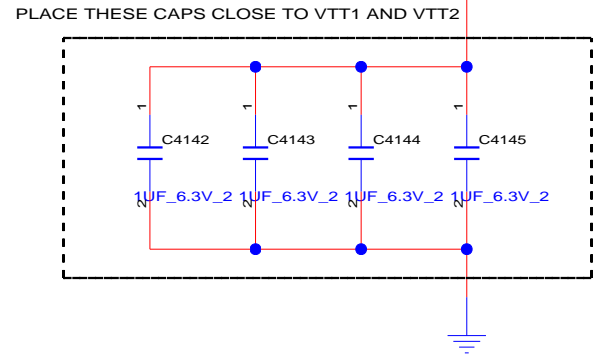 PLACE THESE CAPS CLOSE TO VTT1 AND VTT2
1 1 1 1
C4142 C4143 C4144 C4145
1UF_6.3V_2 1UF_6.3V_2 1UF_6.3V_2 1UF_6.3V_2
2 2 2 2